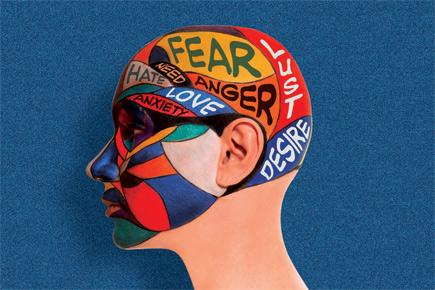 FEAR
LUST
NEED
HATE
ANGER
LOVE
ANXIETY
DESIRE